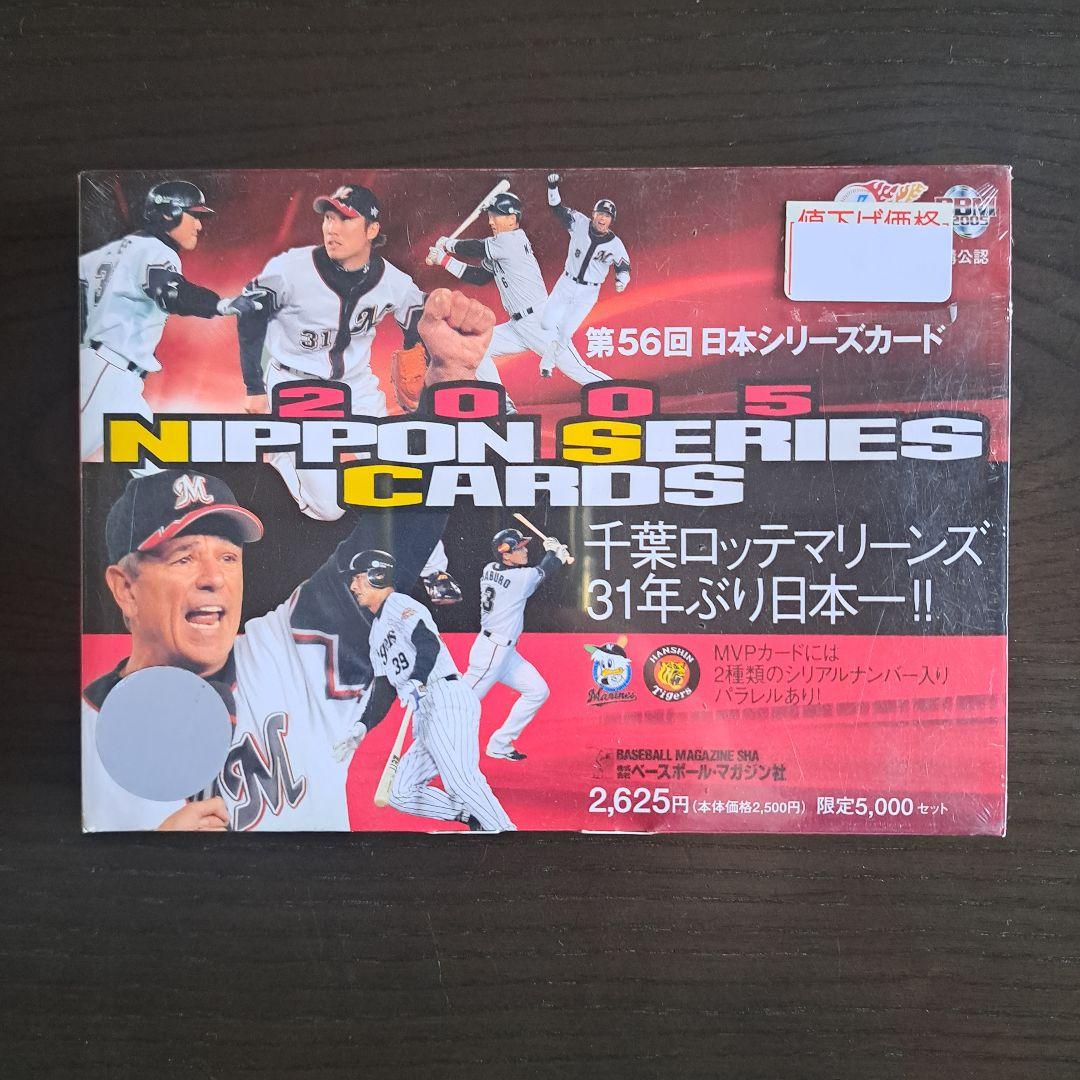 値下げ価格
BBM
2005
公認
第56回 日本シリーズカード
2005
NIPPON SERIES
CARDS
千葉ロッテマリーンズ
31年ぶり日本一!!
HANSHIN
Tigers
Marines
MVPカードには
2種類のシリアルナンバー入り
パラレルあり!
BASEBALL MAGAZINE SHA
株式会社 ベースボール・マガジン社
2,625円(本体価格2,500円) 限定5,000セット
31
M
M
M
6
8
SABURO
3
39